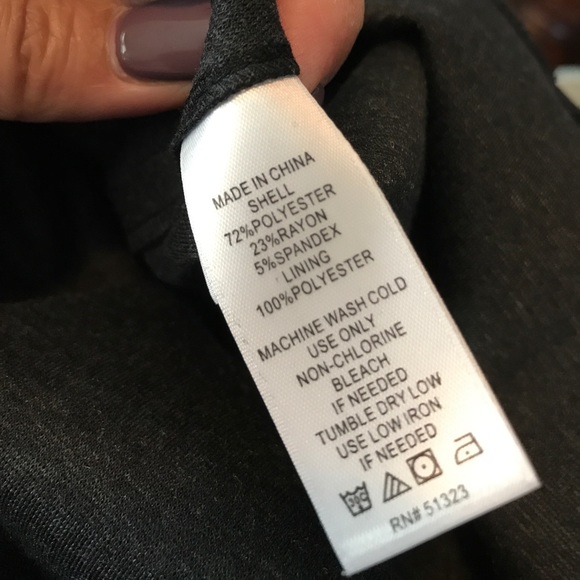 MADE IN CHINA
SHELL
72%POLYESTER
23%RAYON
5%SPANDEX
LINING
100%POLYESTER
MACHINE WASH COLD
USE ONLY
NON-CHLORINE
BLEACH
IF NEEDED
TUMBLE DRY LOW
USE LOW IRON
IF NEEDED
30C
RN# 51323